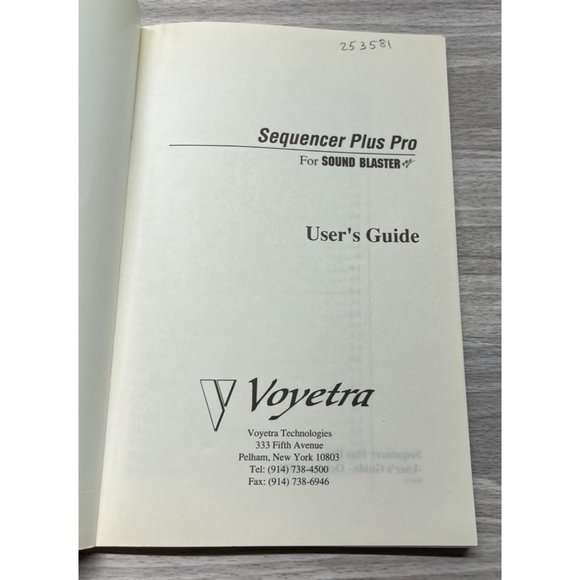 253581
Sequencer Plus Pro
For SOUND BLASTER
User's Guide
Voyetra
Voyetra Technologies
333 Fifth Avenue
Pelham, New York 10803
Tel: (914) 738-4500
Fax: (914) 738-6946